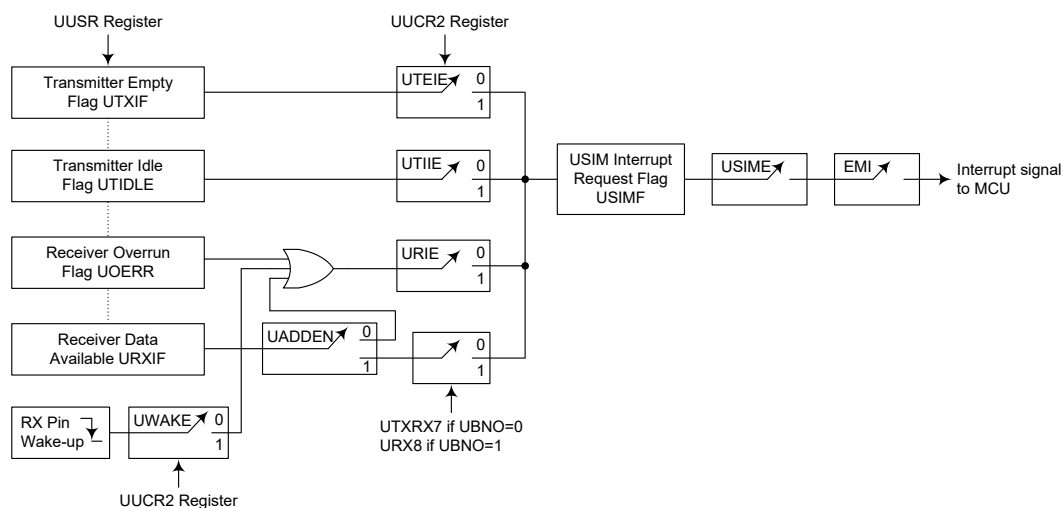 UUSR Register
UUCR2 Register
Transmitter Empty
Flag UTXIF
UTEIE
0
1
Transmitter Idle
Flag UTIDLE
UTIIE
0
1
USIM Interrupt
Request Flag
USIMF
USIME
EMI
Interrupt signal
to MCU
Receiver Overrun
Flag UOERR
URIE
0
1
Receiver Data
Available URXIF
UADDEN
0
1
0
1
RX Pin
Wake-up
UWAKE
0
1
UTXRX7 if UBNO=0
URX8 if UBNO=1
UUCR2 Register